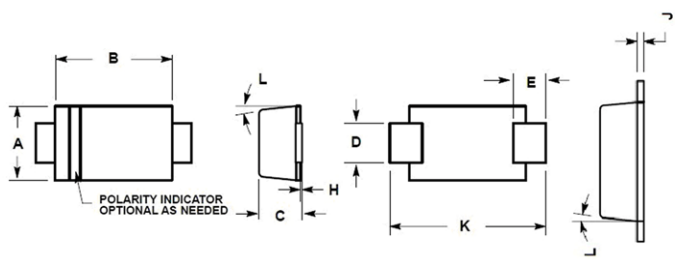 B
A
POLARITY INDICATOR
OPTIONAL AS NEEDED
L
C
H
D
E
K
J
L